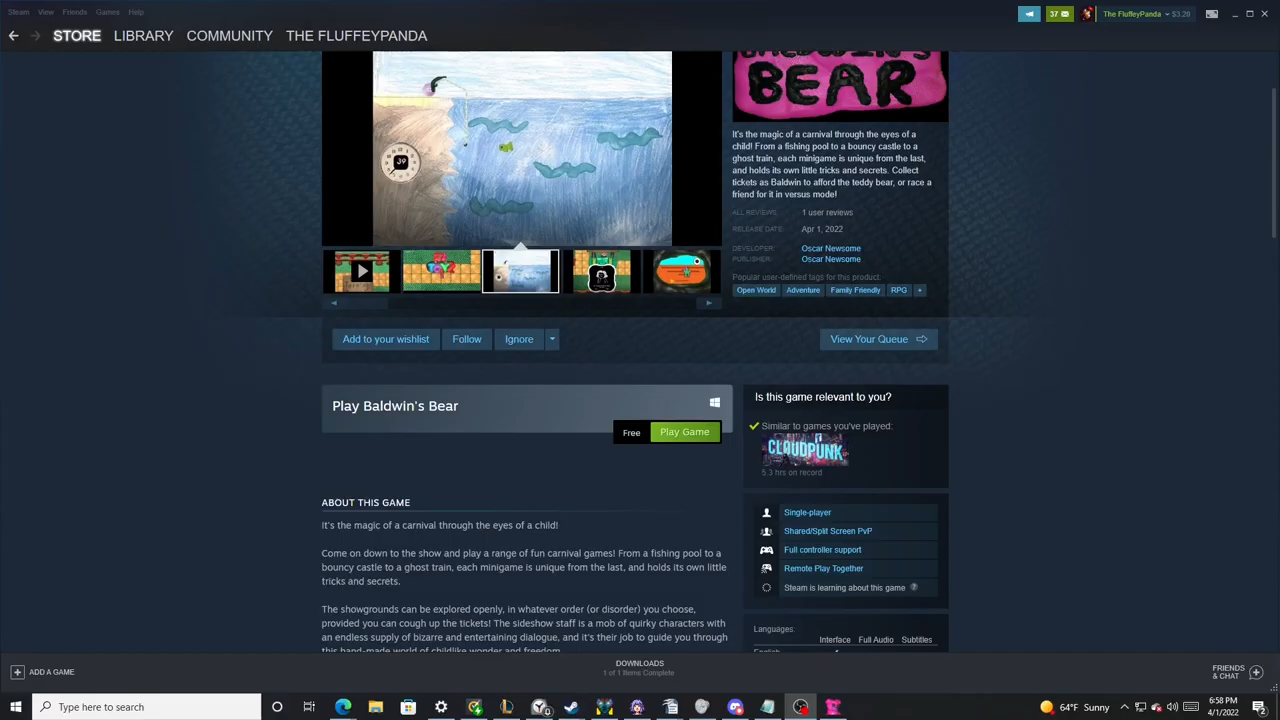 Steam View Friends Games Help
37
The FluffeyPanda $3.20
STORE LIBRARY COMMUNITY THE FLUFFEYPANDA
BALDWIN'S
BEAR
39
It's the magic of a carnival through the eyes of a
child! From a fishing pool to a bouncy castle to a
ghost train, each minigame is unique from the last,
and holds its own little tricks and secrets. Collect
tickets as Baldwin to afford the teddy bear, or race a
friend for it in versus mode!
ALL REVIEWS: 1 user reviews
RELEASE DATE: Apr 1, 2022
DEVELOPER: Oscar Newsome
PUBLISHER: Oscar Newsome
Popular user-defined tags for this product:
Open World Adventure Family Friendly RPG +
Add to your wishlist Follow Ignore
View Your Queue
Play Baldwin's Bear
Free Play Game
Is this game relevant to you?
Similar to games you've played:
CLOUDPUNK
5.3 hrs on record
ABOUT THIS GAME
It's the magic of a carnival through the eyes of a child!
Come on down to the show and play a range of fun carnival games! From a fishing pool to a
bouncy castle to a ghost train, each minigame is unique from the last, and holds its own little
tricks and secrets.
The showgrounds can be explored openly, in whatever order (or disorder) you choose,
provided you can cough up the tickets! The sideshow staff is a mob of quirky characters with
an endless supply of bizarre and entertaining dialogue, and it's their job to guide you through
this hand-made world of childlike wonder and freedom.
Single-player
Shared/Split Screen PvP
Full controller support
Remote Play Together
Steam is learning about this game ?
Languages:
Interface Full Audio Subtitles
English
ADD A GAME
DOWNLOADS
1 of 1 Items Complete
FRIENDS
& CHAT
Type here to search
64°F Sunny
6:58 PM
4/1/2022